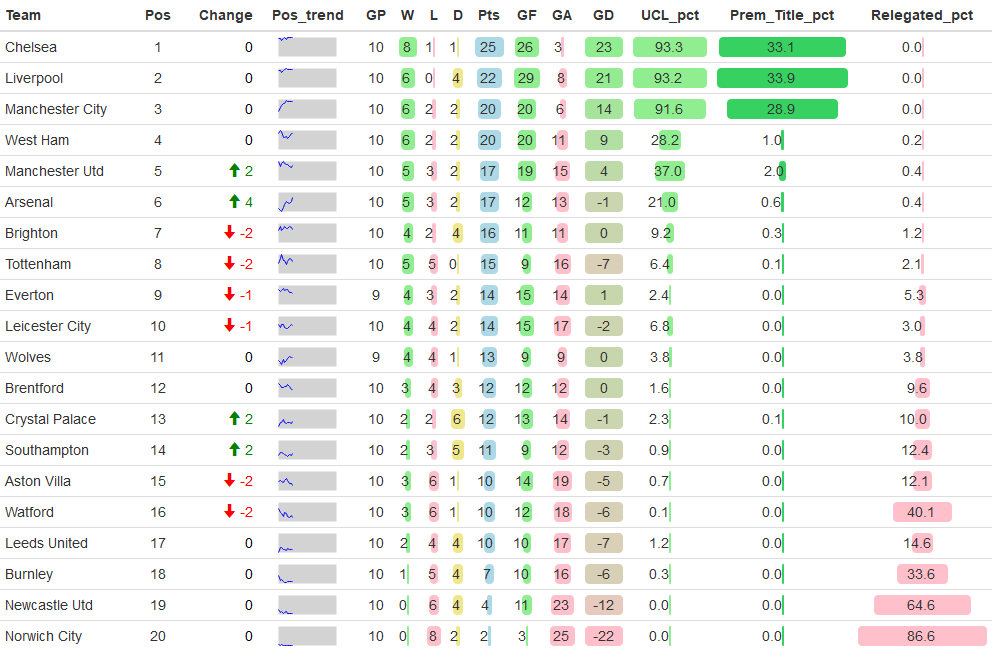 Team Pos Change Pos_trend GP W L D Pts GF GA GD UCL_pct Prem_Title_pct Relegated_pct
Chelsea 1 0 10 8 1 1 25 26 3 23 93.3 33.1 0.0
Liverpool 2 0 10 6 0 4 22 29 8 21 93.2 33.9 0.0
Manchester City 3 0 10 6 2 2 20 20 6 14 91.6 28.9 0.0
West Ham 4 0 10 6 2 2 20 20 11 9 28.2 1.0 0.2
Manchester Utd 5 2 10 5 3 2 17 19 15 4 37.0 2.0 0.4
Arsenal 6 4 10 5 3 2 17 12 13 -1 21.0 0.6 0.4
Brighton 7 -2 10 4 2 4 16 11 11 0 9.2 0.3 1.2
Tottenham 8 -2 10 5 5 0 15 9 16 -7 6.4 0.1 2.1
Everton 9 -1 9 4 3 2 14 15 14 1 2.4 0.0 5.3
Leicester City 10 -1 10 4 4 2 14 15 17 -2 6.8 0.0 3.0
Wolves 11 0 9 4 4 1 13 9 9 0 3.8 0.0 3.8
Brentford 12 0 10 3 4 3 12 12 12 0 1.6 0.0 9.6
Crystal Palace 13 2 10 2 2 6 12 13 14 -1 2.3 0.1 10.0
Southampton 14 2 10 2 3 5 11 9 12 -3 0.9 0.0 12.4
Aston Villa 15 -2 10 3 6 1 10 14 19 -5 0.7 0.0 12.1
Watford 16 -2 10 3 6 1 10 12 18 -6 0.1 0.0 40.1
Leeds United 17 0 10 2 4 4 10 10 17 -7 1.2 0.0 14.6
Burnley 18 0 10 1 5 4 7 10 16 -6 0.3 0.0 33.6
Newcastle Utd 19 0 10 0 6 4 4 11 23 -12 0.0 0.0 64.6
Norwich City 20 0 10 0 8 2 2 3 25 -22 0.0 0.0 86.6